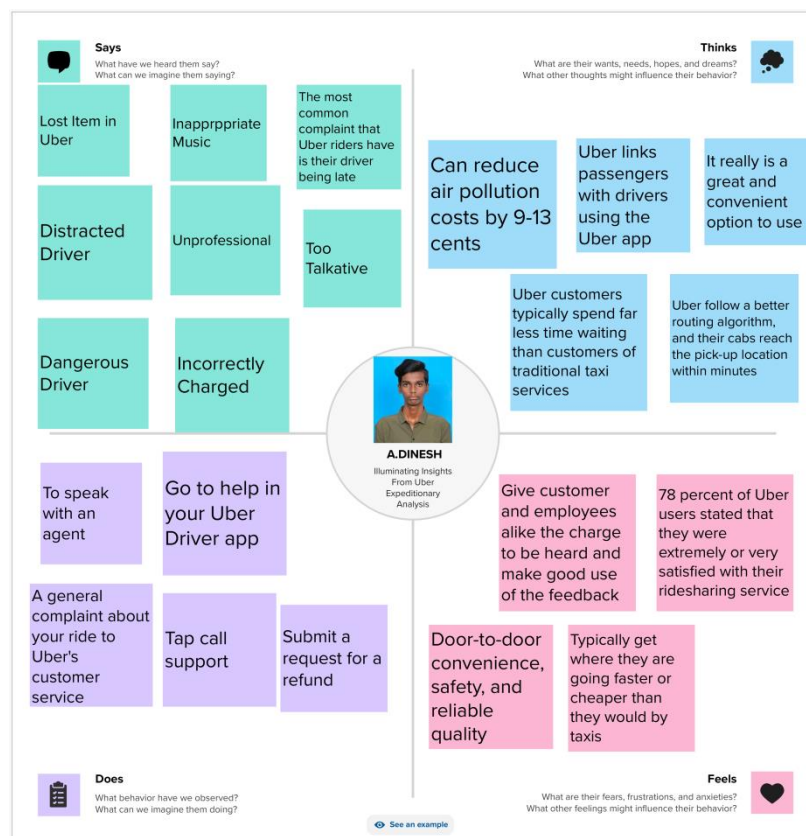 Says
What have we heard them say?
What can we imagine them saying?
Lost Item in
Uber
Inapprppriate
Music
The most
common
complaint that
Uber riders have
is their driver
being late
Distracted
Driver
Unprofessional
Too
Talkative
Dangerous
Driver
Incorrectly
Charged
Thinks
What are their wants, needs, hopes, and dreams?
What other thoughts might influence their behavior?
Can reduce
air pollution
costs by 9-13
cents
Uber links
passengers
with drivers
using the
Uber app
It really is a
great and
convenient
option to use
Uber customers
typically spend far
less time waiting
than customers of
traditional taxi
services
Uber follow a better
routing algorithm,
and their cabs reach
the pick-up location
within minutes
A.DINESH
Illuminating Insights
From Uber
Expeditionary
Analysis
To speak
with an
agent
Go to help in
your Uber
Driver app
A general
complaint about
your ride to
Uber's
customer
service
Tap call
support
Submit a
request for a
refund
Does
What behavior have we observed?
What can we imagine them doing?
Give customer
and employees
alike the charge
to be heard and
make good use
of the feedback
78 percent of Uber
users stated that
they were
extremely or very
satisfied with their
ridesharing service
Door-to-door
convenience,
safety, and
reliable
quality
Typically get
where they are
going faster or
cheaper than
they would by
taxis
Feels
What are their fears, frustrations, and anxieties?
What other feelings might influence their behavior?
See an example